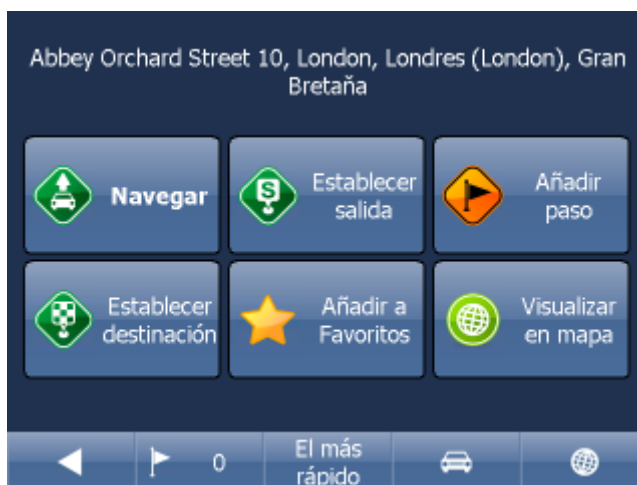 Abbey Orchard Street 10, London, Londres (London), Gran
Bretaña
Navegar
Establecer
salida
Añadir
paso
Establecer
destinación
Añadir a
Favoritos
Visualizar
en mapa
0
El más
rápido